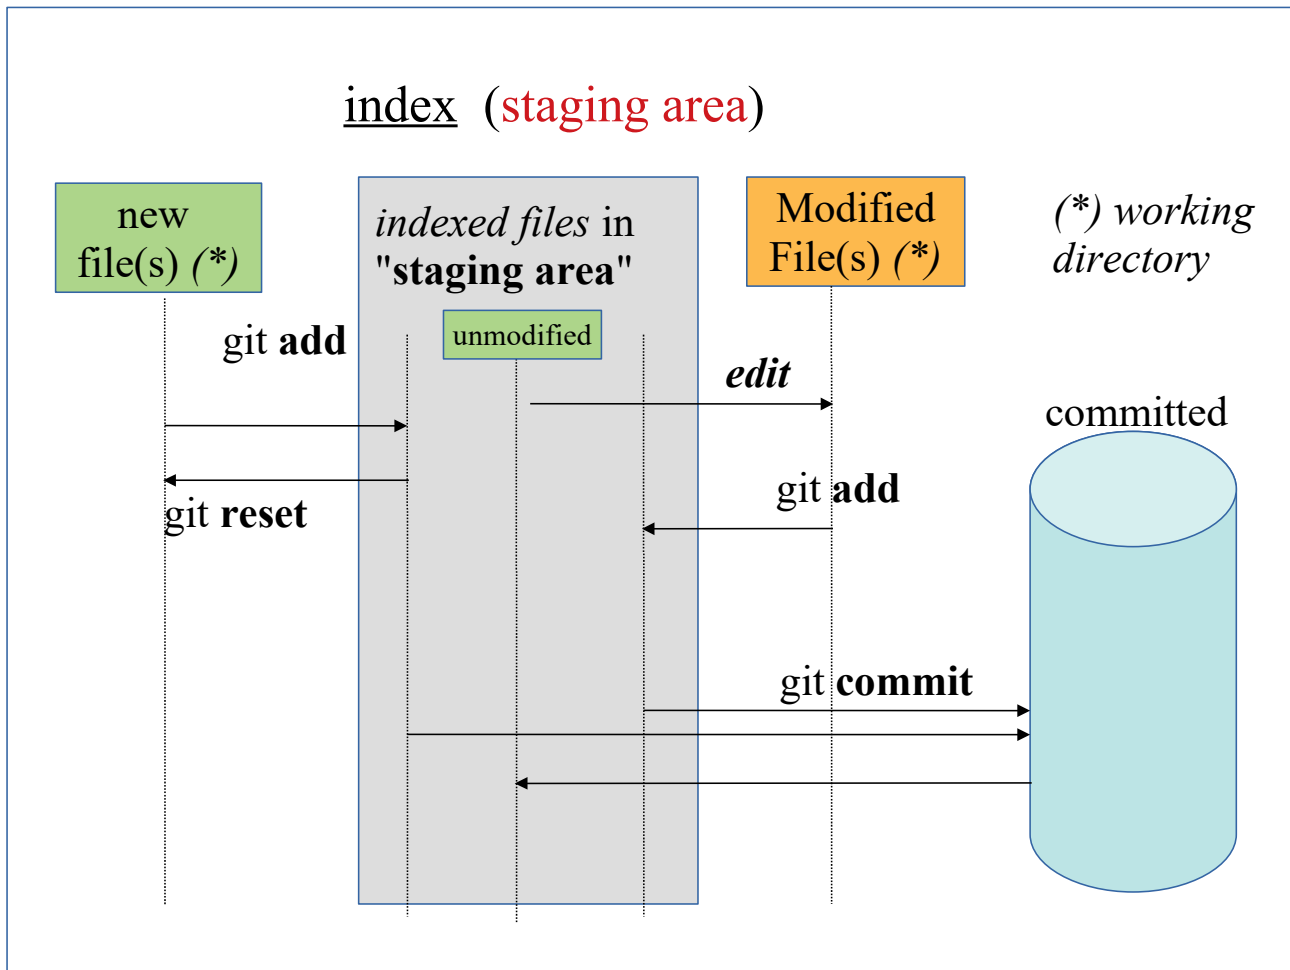 index (staging area)
new
file(s) (*)
indexed files in
"staging area"
unmodified
Modified
File(s) (*)
(*) working
directory
git add
edit
committed
git reset
git add
git commit